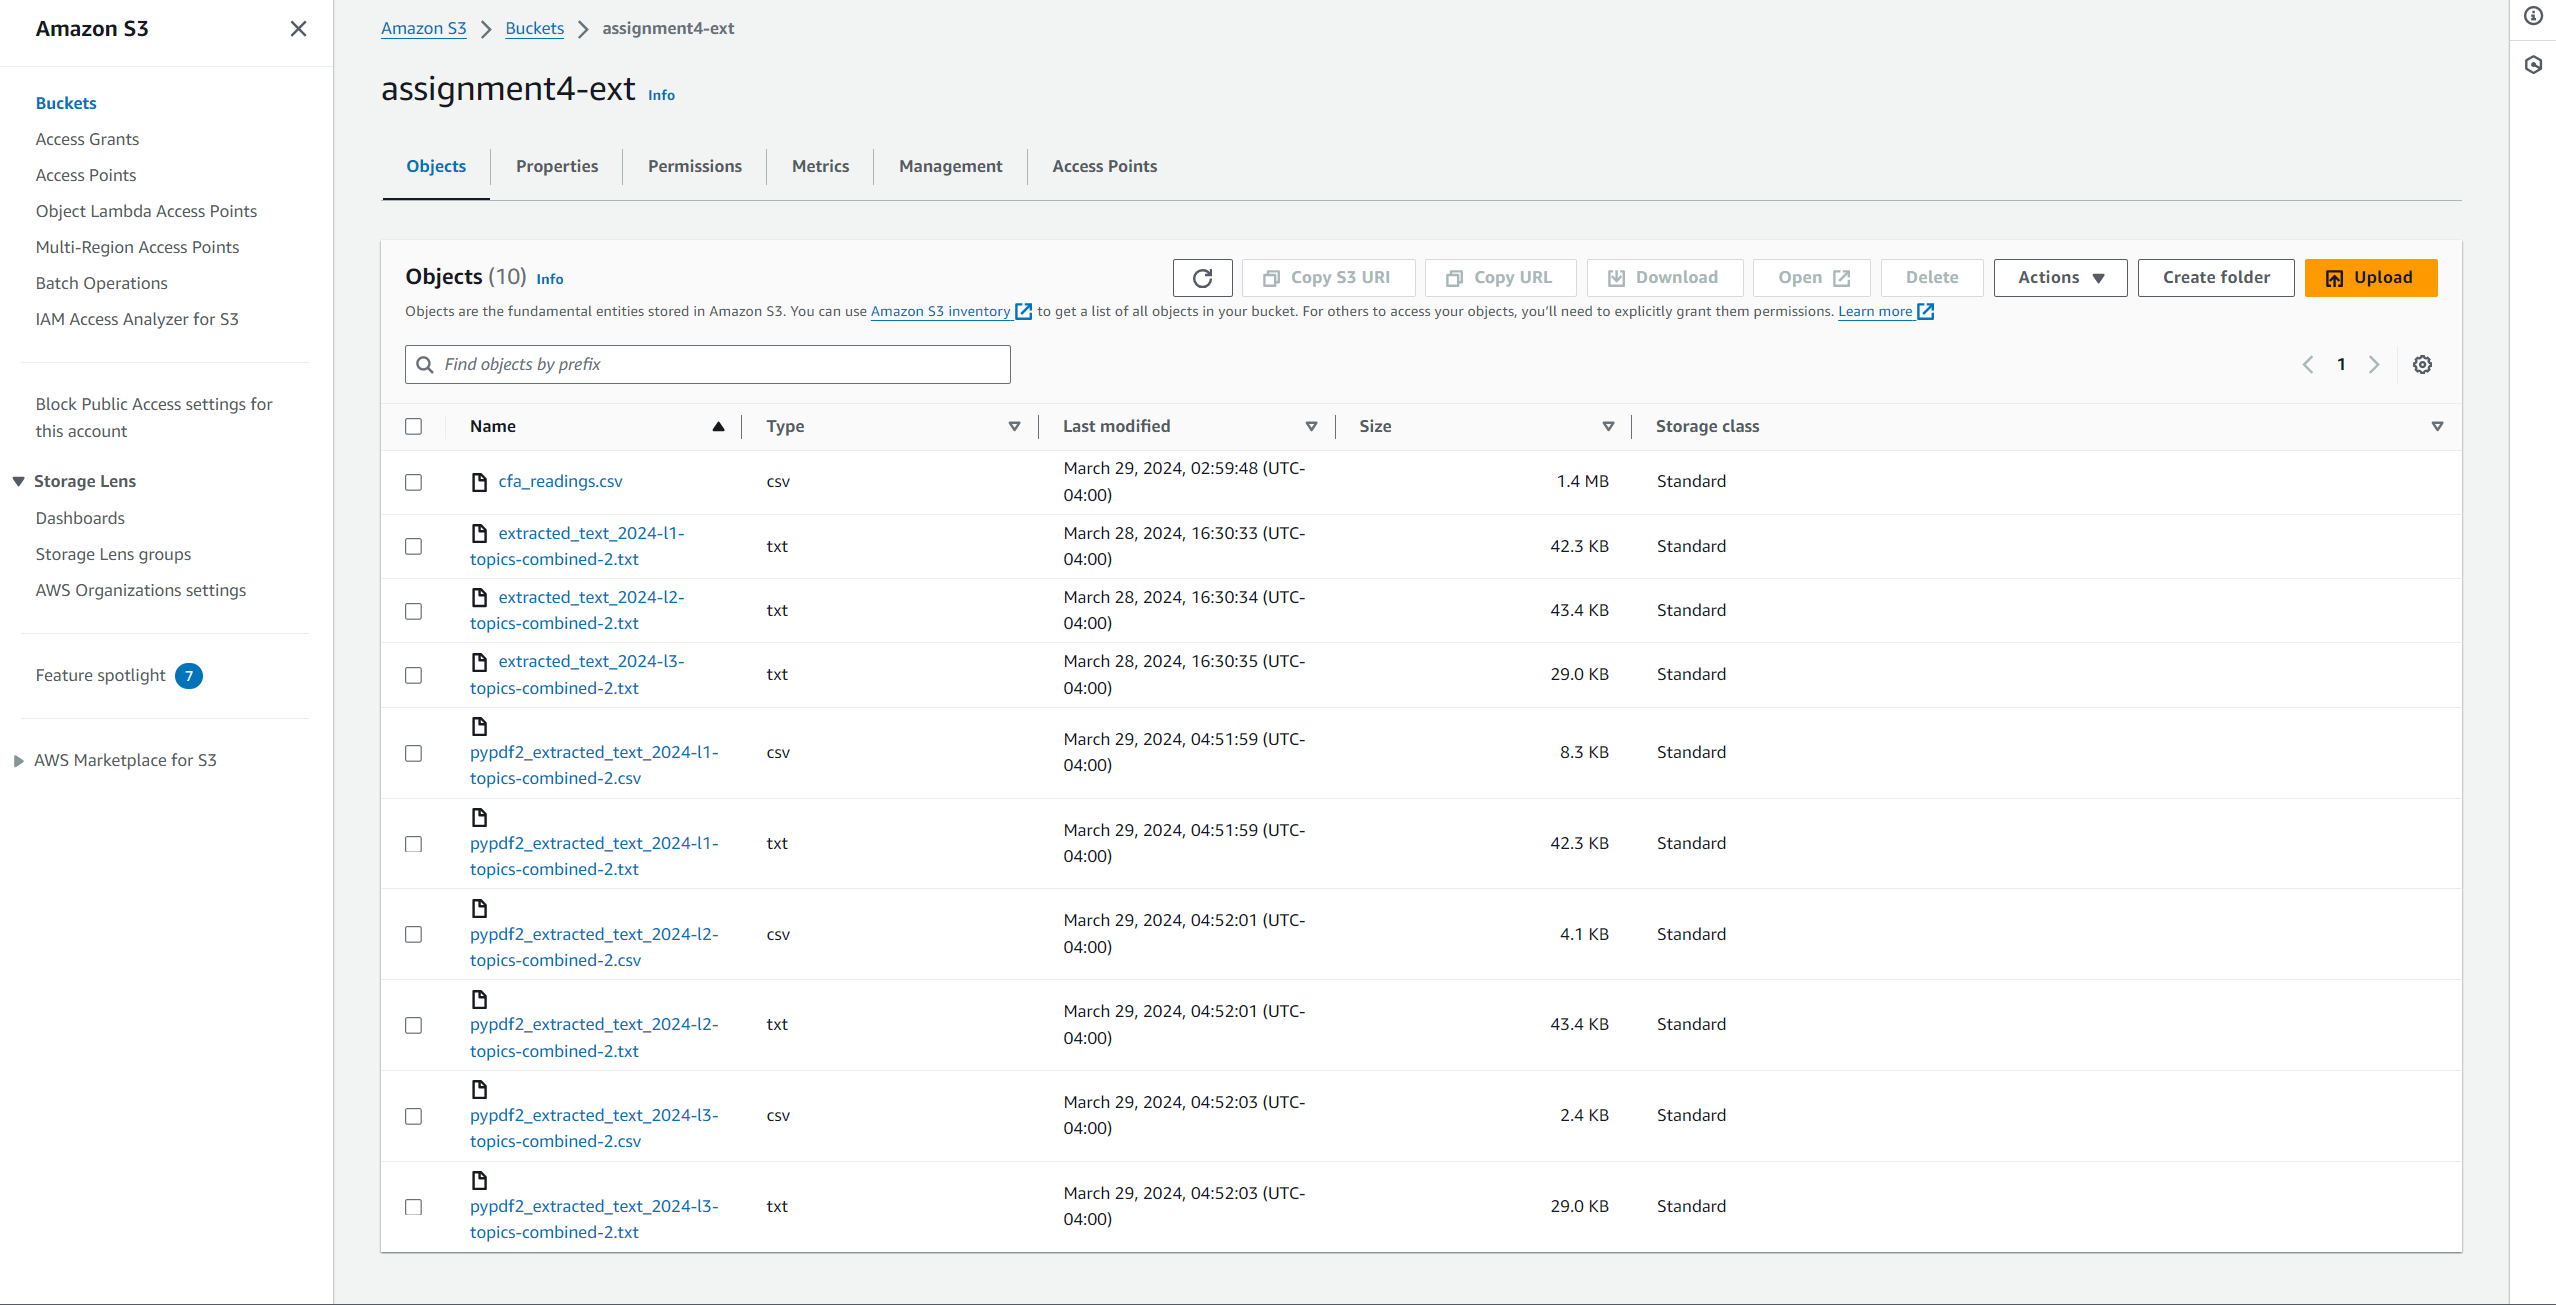 Amazon S3
Buckets
Access Grants
Access Points
Object Lambda Access Points
Multi-Region Access Points
Batch Operations
IAM Access Analyzer for S3
Block Public Access settings for
this account
Storage Lens
Dashboards
Storage Lens groups
AWS Organizations settings
Feature spotlight 7
AWS Marketplace for S3
Amazon S3 Buckets assignment4-ext
assignment4-ext Info
Objects Properties Permissions Metrics Management Access Points
Objects (10) Info
Copy S3 URI Copy URL Download Open Delete Actions Create folder Upload
Objects are the fundamental entities stored in Amazon S3. You can use Amazon S3 inventory to get a list of all objects in your bucket. For others to access your objects, you'll need to explicitly grant them permissions. Learn more
Find objects by prefix
1
Name Type Last modified Size Storage class
cfa_readings.csv csv March 29, 2024, 02:59:48 (UTC-
04:00) 1.4 MB Standard
extracted_text_2024-l1-
topics-combined-2.txt txt March 28, 2024, 16:30:33 (UTC-
04:00) 42.3 KB Standard
extracted_text_2024-l2-
topics-combined-2.txt txt March 28, 2024, 16:30:34 (UTC-
04:00) 43.4 KB Standard
extracted_text_2024-l3-
topics-combined-2.txt txt March 28, 2024, 16:30:35 (UTC-
04:00) 29.0 KB Standard
pypdf2_extracted_text_2024-l1-
topics-combined-2.csv csv March 29, 2024, 04:51:59 (UTC-
04:00) 8.3 KB Standard
pypdf2_extracted_text_2024-l1-
topics-combined-2.txt txt March 29, 2024, 04:51:59 (UTC-
04:00) 42.3 KB Standard
pypdf2_extracted_text_2024-l2-
topics-combined-2.csv csv March 29, 2024, 04:52:01 (UTC-
04:00) 4.1 KB Standard
pypdf2_extracted_text_2024-l2-
topics-combined-2.txt txt March 29, 2024, 04:52:01 (UTC-
04:00) 43.4 KB Standard
pypdf2_extracted_text_2024-l3-
topics-combined-2.csv csv March 29, 2024, 04:52:03 (UTC-
04:00) 2.4 KB Standard
pypdf2_extracted_text_2024-l3-
topics-combined-2.txt txt March 29, 2024, 04:52:03 (UTC-
04:00) 29.0 KB Standard